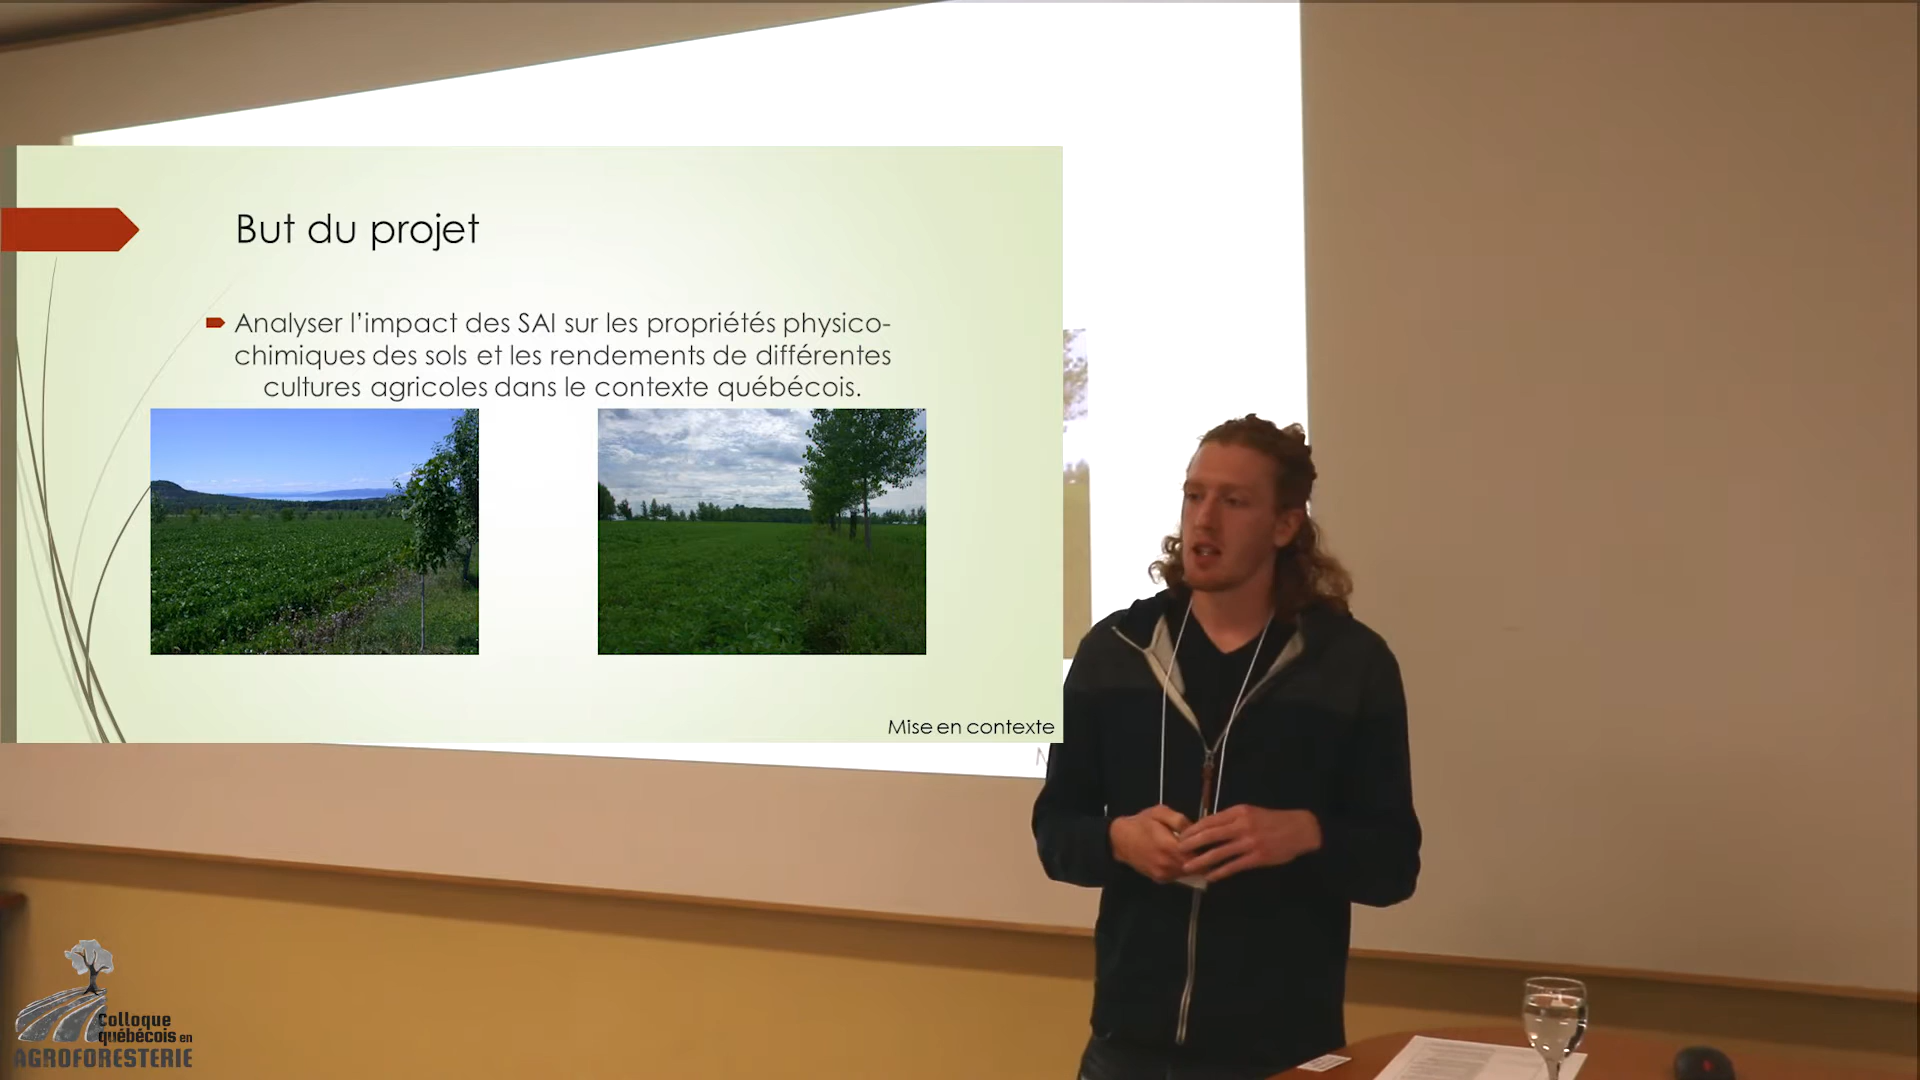 But du projet
Analyser l'impact des SAI sur les propriétés physico-
chimiques des sols et les rendements de différentes
cultures agricoles dans le contexte québécois.
Mise en contexte
Colloque
québécois en
AGROFORESTERIE